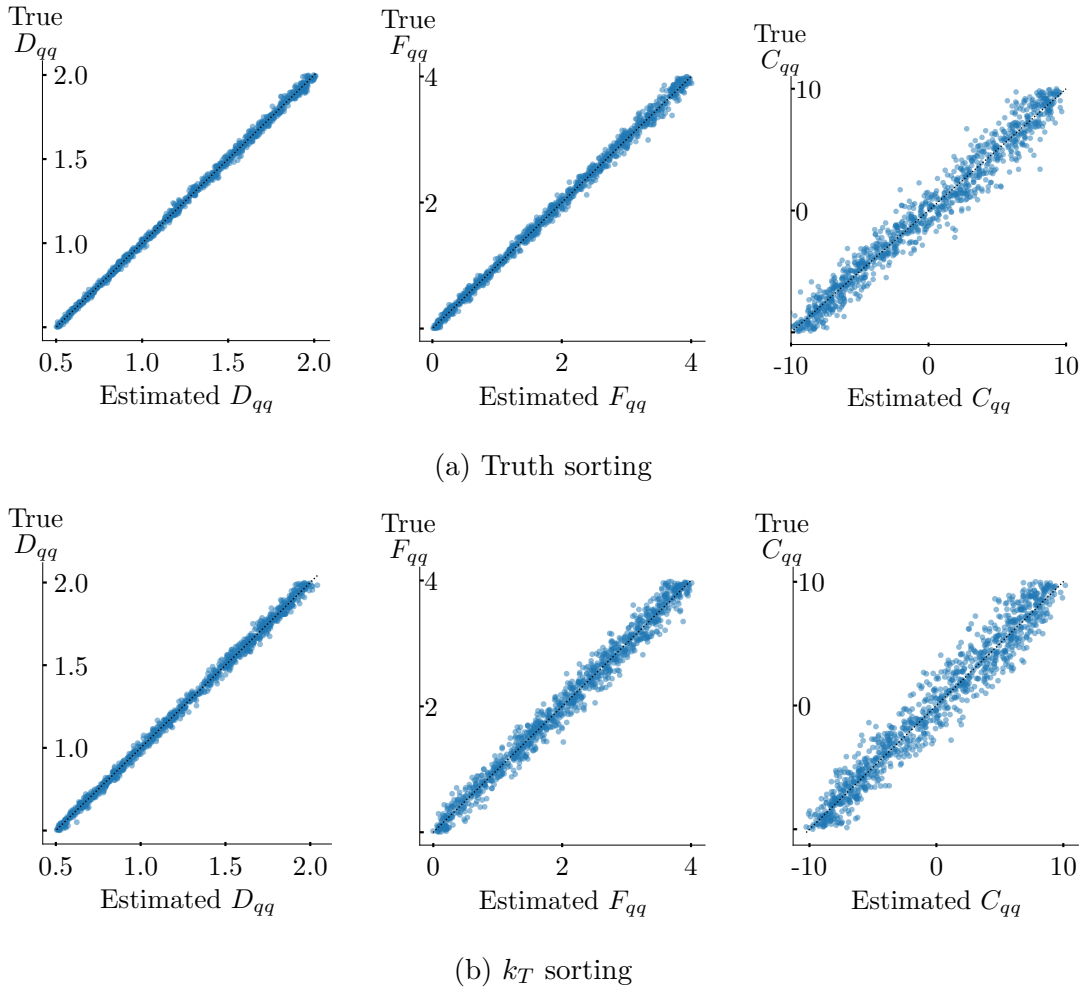 True
D_qq
2.0
1.5
1.0
0.5 1.0 1.5 2.0
Estimated D_qq
True
F_qq
4
2
0 2 4
Estimated F_qq
True
C_qq
10
0
-10 0 10
Estimated C_qq
(a) Truth sorting
True
D_qq
2.0
1.5
1.0
0.5 1.0 1.5 2.0
Estimated D_qq
True
F_qq
4
2
0 2 4
Estimated F_qq
True
C_qq
10
0
-10 0 10
Estimated C_qq
(b) k_T sorting